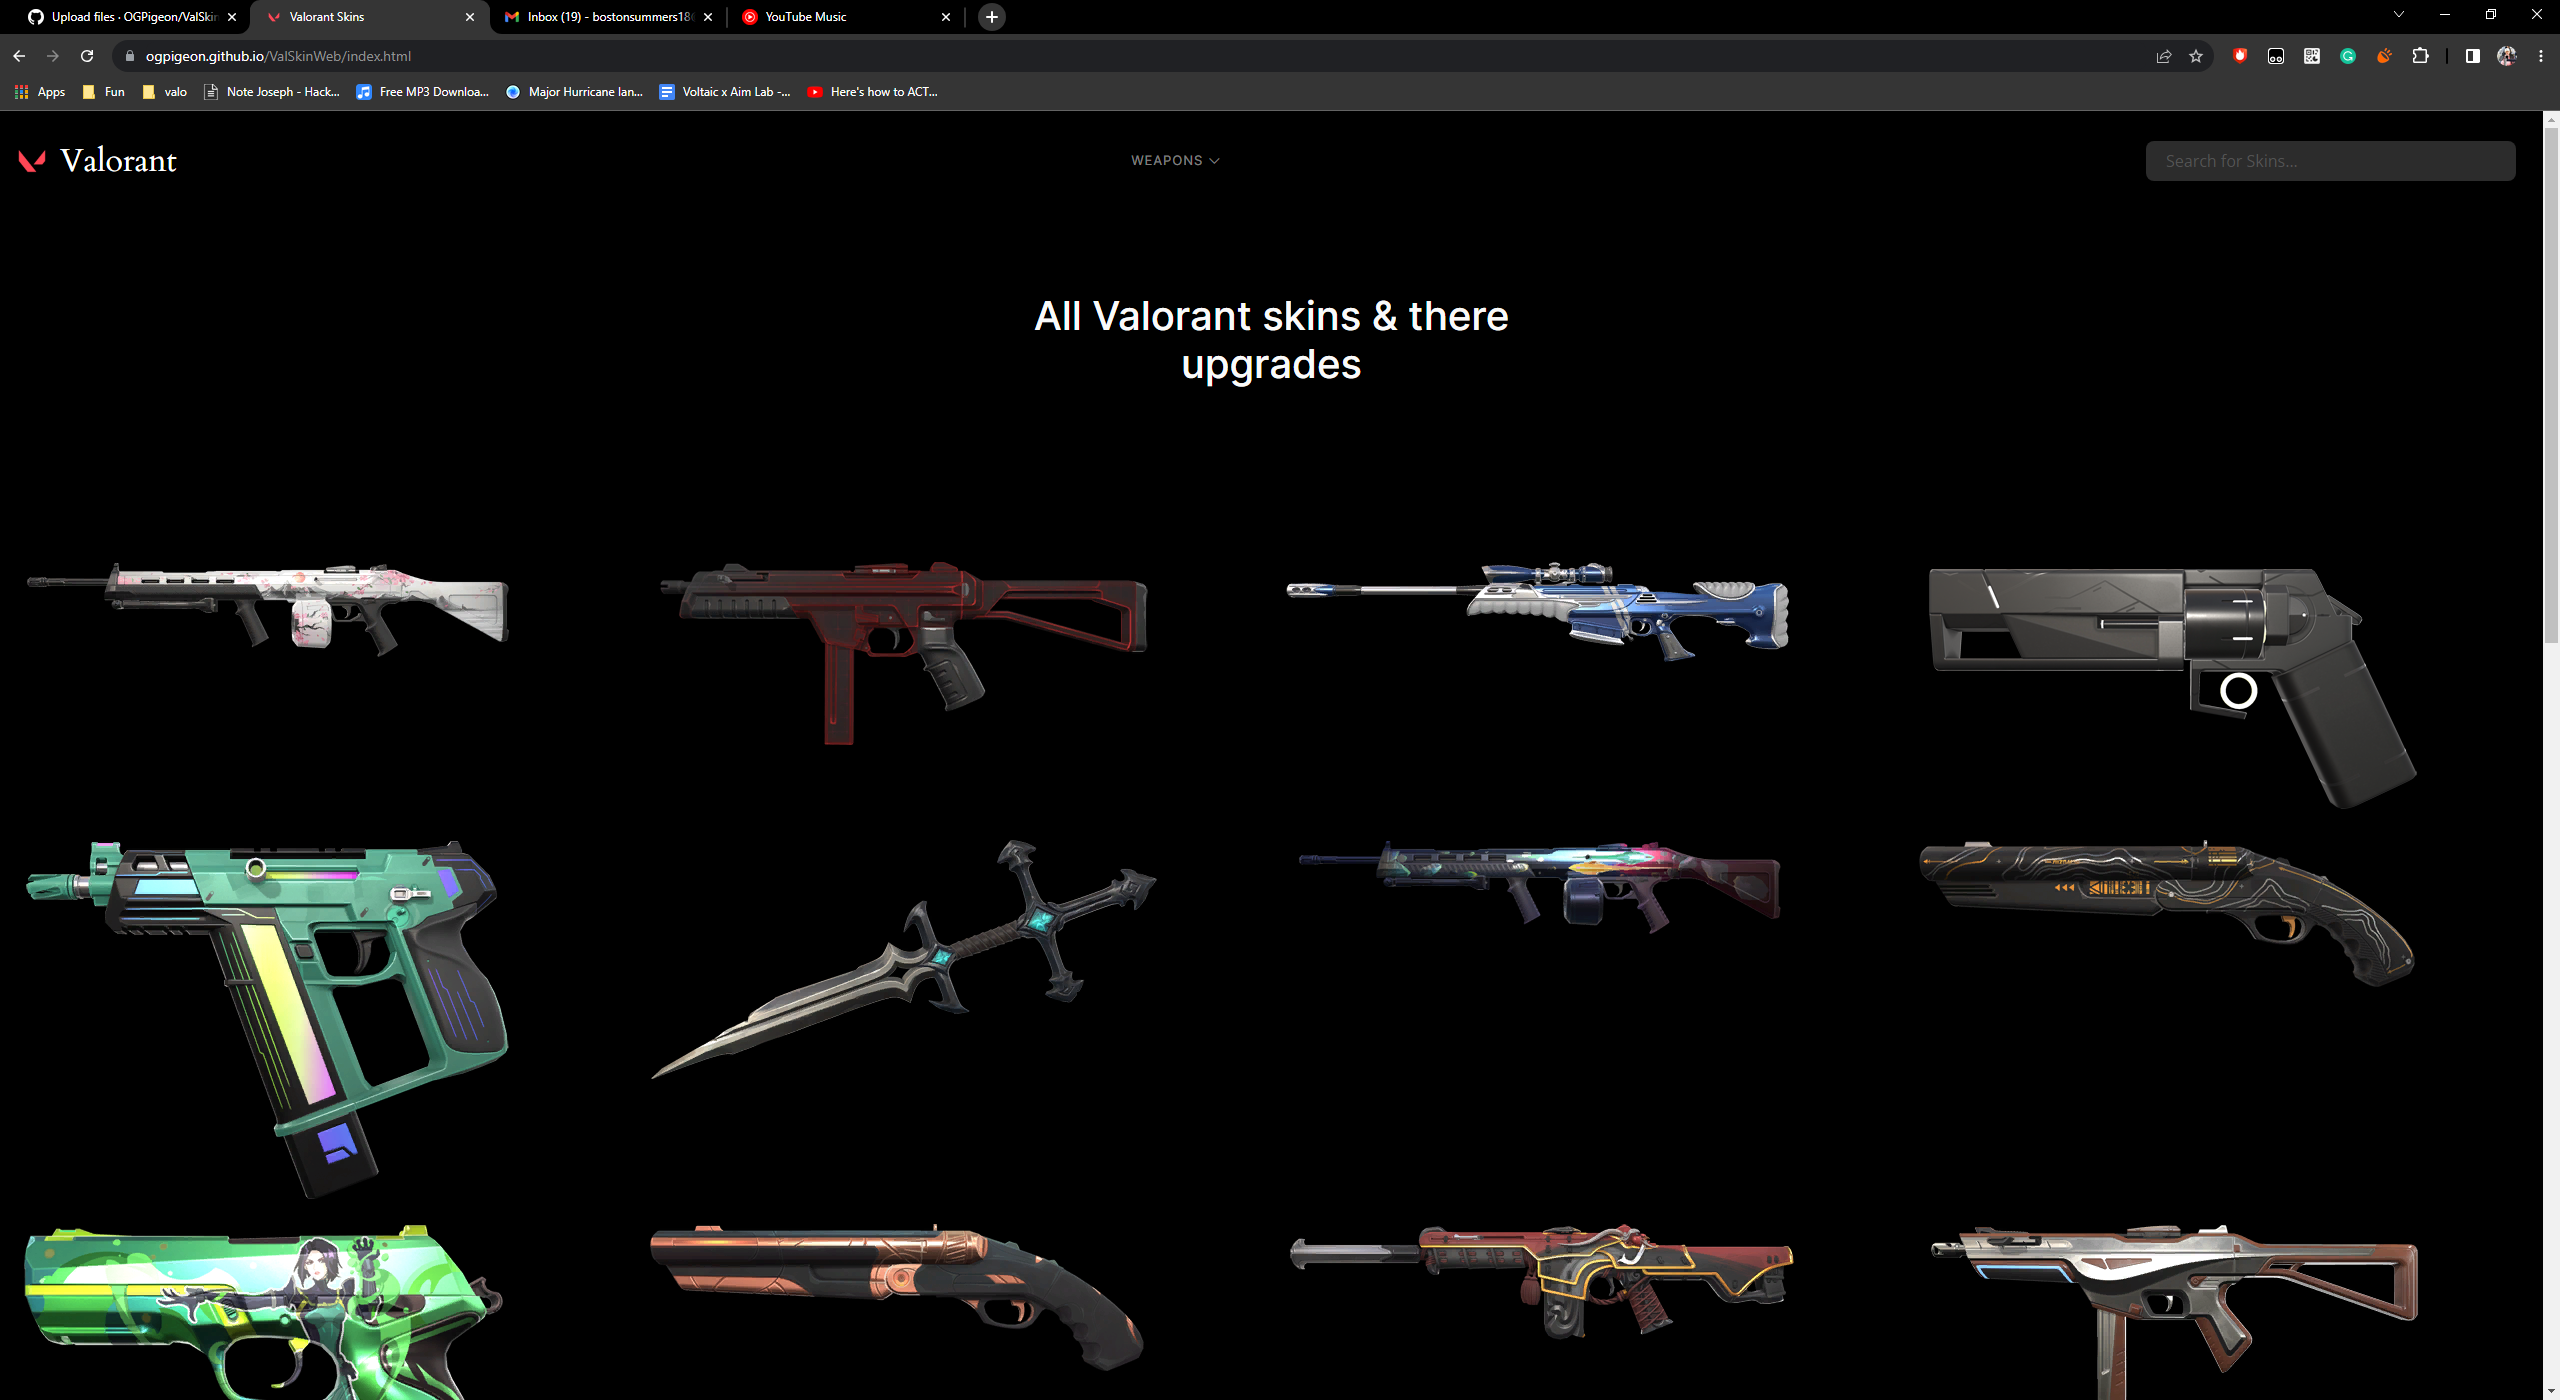 Upload files · OGPigeon/ValSkin
Valorant Skins
Inbox (19) - bostonsummers18
YouTube Music
ogpigeon.github.io/ValSkinWeb/index.html
Apps
Fun
valo
Note Joseph - Hack...
Free MP3 Downloa...
Major Hurricane Ian...
Voltaic x Aim Lab -...
Here's how to ACT...
Valorant
WEAPONS
Search for Skins...
All Valorant skins & there
upgrades